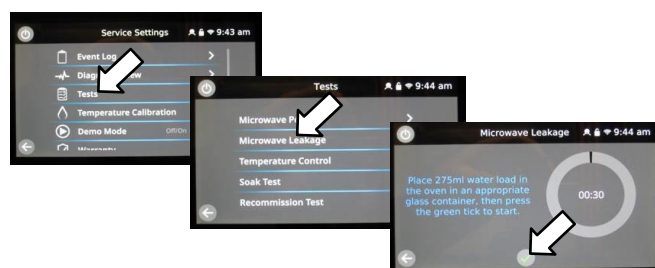 Service Settings
9:43 am
Event Log
Tests
Temperature Calibration
Demo Mode
Off/On
Warranty
Tests
9:44 am
Microwave
Microwave Leakage
Temperature Control
Soak Test
Recommission Test
Microwave Leakage
9:44 am
Place 275ml water load in
the oven in an appropriate
glass container, then press
the green tick to start.
00:30